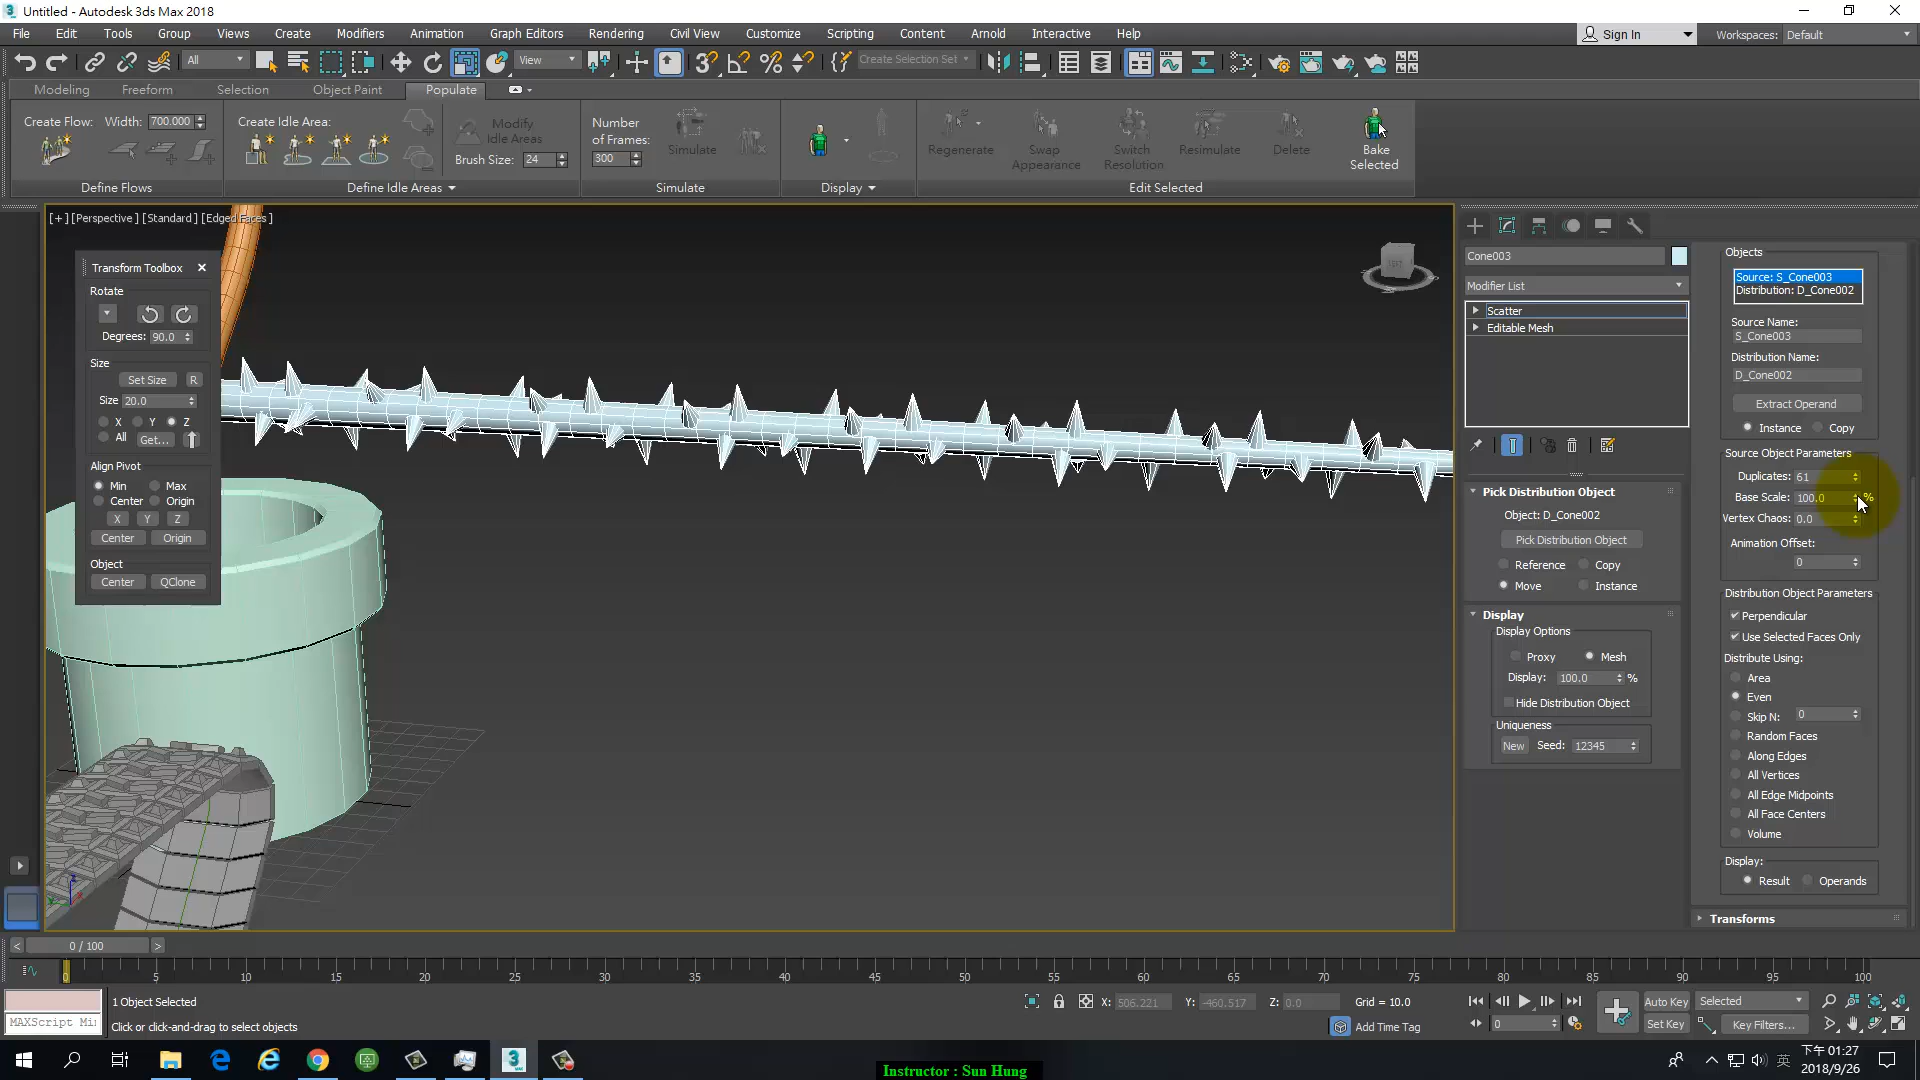 Untitled - Autodesk 3ds Max 2018
File Edit Tools Group Views Create Modifiers Animation Graph Editors Rendering Civil View Customize Scripting Content Arnold Interactive Help
Sign In Workspaces: Default
All View Create Selection Set
Modeling Freeform Selection Object Paint Populate
Create Flow: Width: 700.000
Create Idle Area:
Modify
Idle Areas
Brush Size: 24
Number
of Frames:
300
Simulate
Regenerate
Swap
Appearance
Switch
Resolution
Resimulate
Delete
Bake
Selected
Define Flows Define Idle Areas Simulate Display Edit Selected
[+] [Perspective] [Standard] [Edged Faces]
Transform Toolbox
Rotate
Degrees: 90.0
Size
Set Size R
Size 20.0
X Y Z
All Get...
Align Pivot
Min Max
Center Origin
X Y Z
Center Origin
Object
Center QClone
Cone003
Modifier List
Scatter
Editable Mesh
Pick Distribution Object
Object: D_Cone002
Pick Distribution Object
Reference Copy
Move Instance
Display
Display Options
Proxy Mesh
Display: 100.0 %
Hide Distribution Object
Uniqueness
New Seed: 12345
Objects
Source: S_Cone003
Distribution: D_Cone002
Source Name:
S_Cone003
Distribution Name:
D_Cone002
Extract Operand
Instance Copy
Source Object Parameters
Duplicates: 61
Base Scale: 100.0 %
Vertex Chaos: 0.0
Animation Offset:
0
Distribution Object Parameters
Perpendicular
Use Selected Faces Only
Distribute Using:
Area
Even
Skip N: 0
Random Faces
Along Edges
All Vertices
All Edge Midpoints
All Face Centers
Volume
Display:
Result Operands
Transforms
< 0 / 100 >
0 5 10 15 20 25 30 35 40 45 50 55 60 65 70 75 80 85 90 95 100
1 Object Selected
MAXScript Mi
Click or click-and-drag to select objects
X: 506.221 Y: -460.517 Z: 0.0 Grid = 10.0
Add Time Tag
0
Auto Key Selected
Set Key Key Filters...
Instructor : Sun Hung
英
下午 01:27
2018/9/26